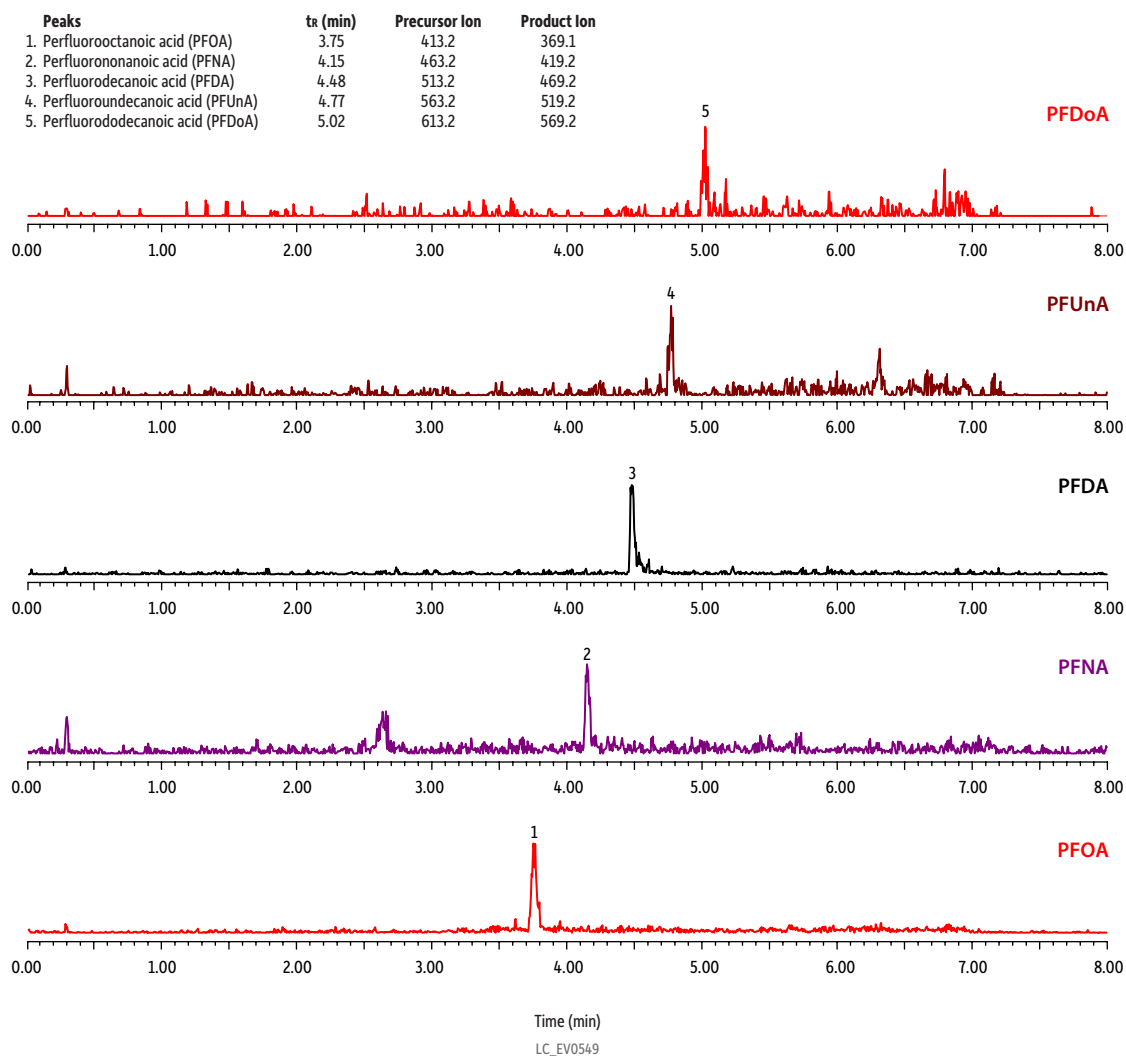 Peaks tR (min) Precursor Ion Product Ion
1. Perfluorooctanoic acid (PFOA) 3.75 413.2 369.1
2. Perfluorononanoic acid (PFNA) 4.15 463.2 419.2
3. Perfluorodecanoic acid (PFDA) 4.48 513.2 469.2
4. Perfluoroundecanoic acid (PFUnA) 4.77 563.2 519.2
5. Perfluorododecanoic acid (PFDoA) 5.02 613.2 569.2
5
PFDoA
0.00 1.00 2.00 3.00 4.00 5.00 6.00 7.00 8.00
4
PFUnA
0.00 1.00 2.00 3.00 4.00 5.00 6.00 7.00 8.00
3
PFDA
0.00 1.00 2.00 3.00 4.00 5.00 6.00 7.00 8.00
2
PFNA
0.00 1.00 2.00 3.00 4.00 5.00 6.00 7.00 8.00
1
PFOA
0.00 1.00 2.00 3.00 4.00 5.00 6.00 7.00 8.00
Time (min)
LC_EV0549